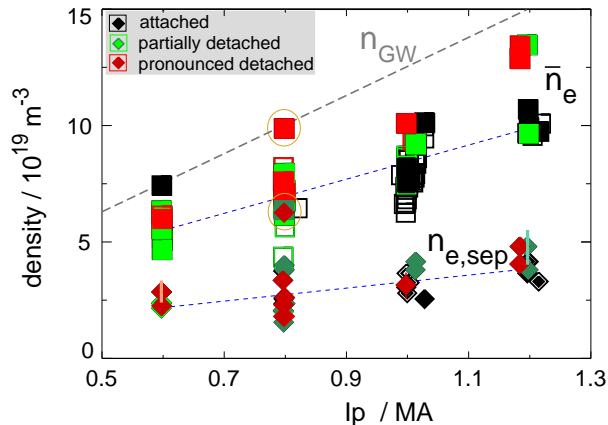 attached
partially detached
pronounced detached
n_GW
n̅_e
n_e,sep
density / 10^19 m^-3
15
10
5
0
0.5 0.7 0.9 1.1 1.3
Ip / MA